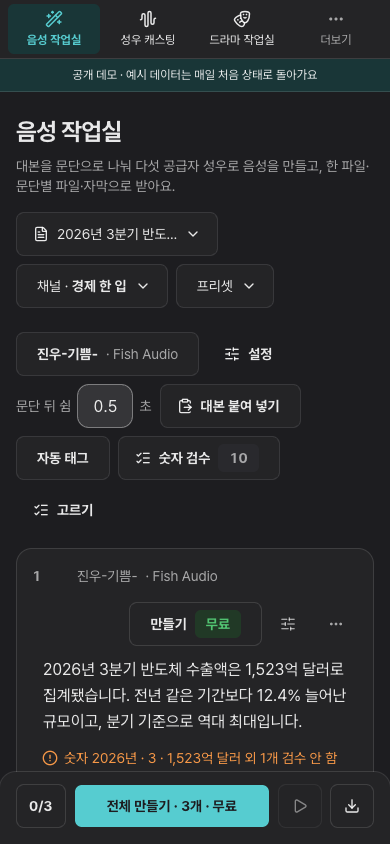 음성 작업실
성우 캐스팅
드라마 작업실
더보기
공개 데모 · 예시 데이터는 매일 처음 상태로 돌아가요
음성 작업실
대본을 문단으로 나눠 다섯 공급자 성우로 음성을 만들고, 한 파일·
문단별 파일·자막으로 받아요.
2026년 3분기 반도...
채널 · 경제 한 입
프리셋
진우-기쁨- · Fish Audio
설정
문단 뒤 쉼 0.5 초
대본 붙여 넣기
자동 태그
숫자 검수 10
고르기
1 진우-기쁨- · Fish Audio
만들기 무료
2026년 3분기 반도체 수출액은 1,523억 달러로
집계됐습니다. 전년 같은 기간보다 12.4% 늘어난
규모이고, 분기 기준으로 역대 최대입니다.
숫자 2026년 · 3 · 1,523억 달러 외 1개 검수 안 함
0/3
전체 만들기 · 3개 · 무료